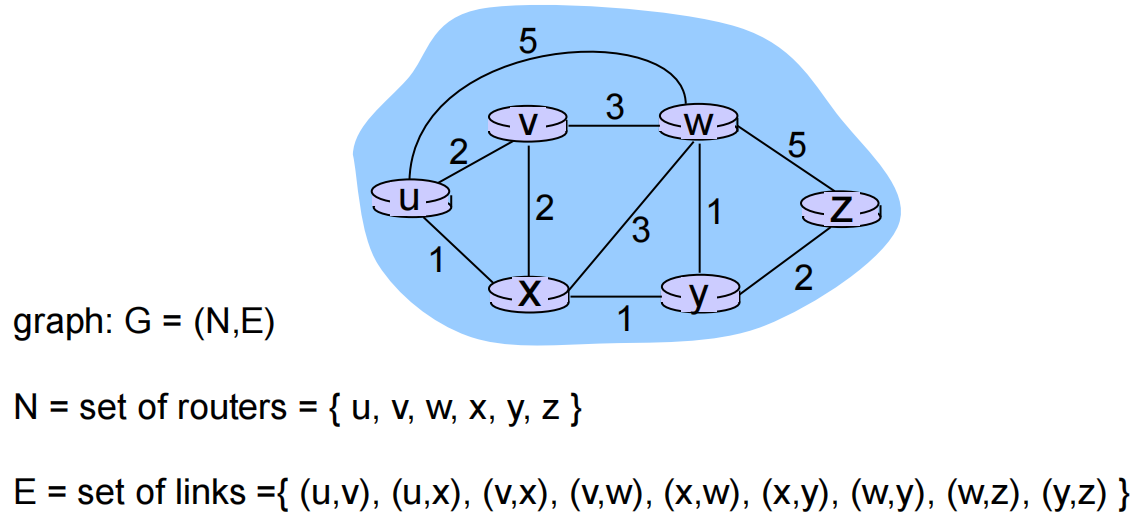 5
3
v
w
2
5
u
2
3
1
z
1
x
y
2
1
graph: G = (N,E)
N = set of routers = { u, v, w, x, y, z }
E = set of links ={ (u,v), (u,x), (v,x), (v,w), (x,w), (x,y), (w,y), (w,z), (y,z) }